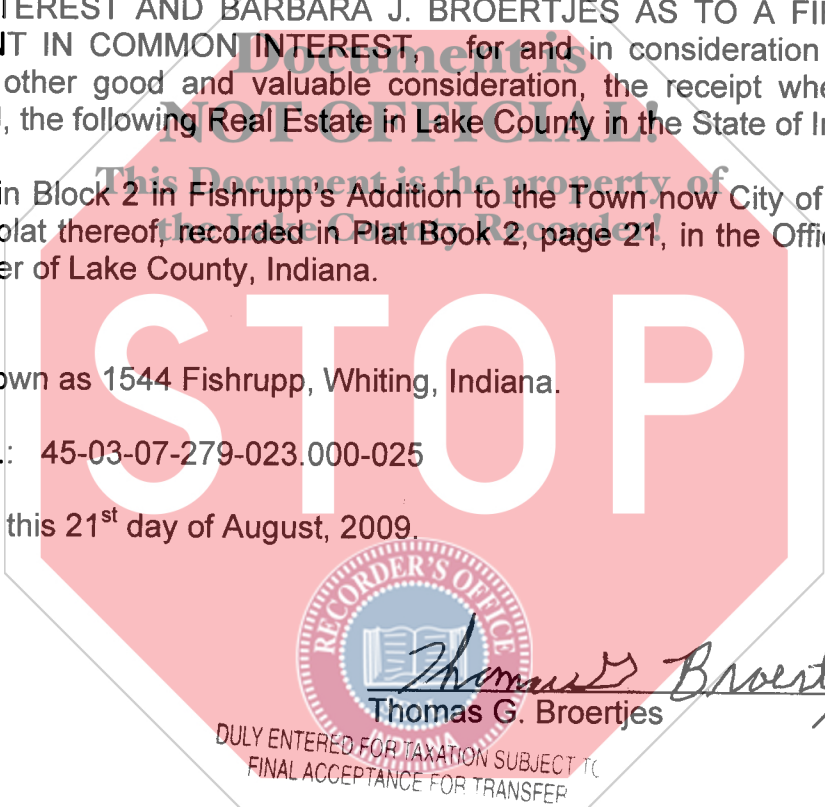 TEREST AND BARBARA J. BROERTJES AS TO A FI
NT IN COMMON INTEREST, for and in consideration
Document is
other good and valuable consideration, the receipt whe
NOT OFFICIAL!
, the following Real Estate in Lake County in the State of In
This Document is the property of
in Block 2 in Fishrupp's Addition to the Town now City of
the Lake County Recorder!
plat thereof, recorded in Plat Book 2, page 21, in the Offi
er of Lake County, Indiana.
STOP
own as 1544 Fishrupp, Whiting, Indiana.
.: 45-03-07-279-023.000-025
this 21st day of August, 2009.
RECORDER'S OFFICE
INDIANA
Thomas G Broert
Thomas G. Broertjes
DULY ENTERED FOR TAXATION SUBJECT TO
FINAL ACCEPTANCE FOR TRANSFER